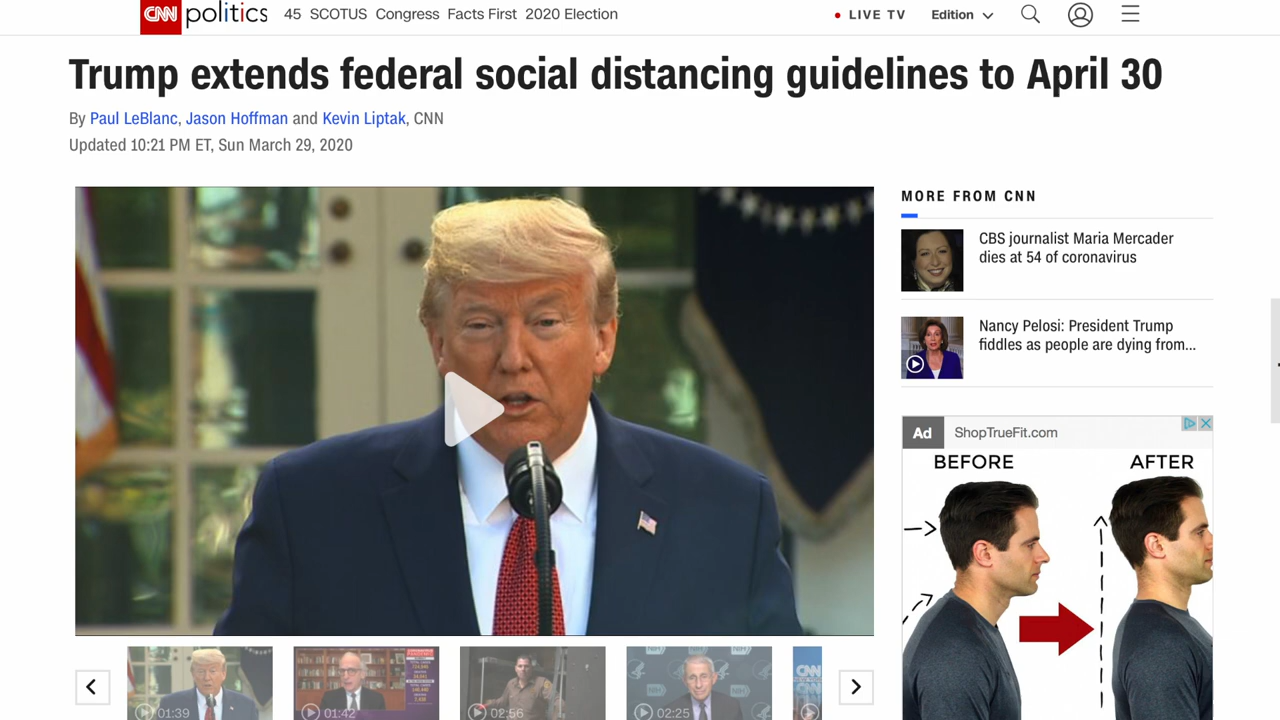 CNN politics 45 SCOTUS Congress Facts First 2020 Election LIVE TV Edition
Trump extends federal social distancing guidelines to April 30
By Paul LeBlanc, Jason Hoffman and Kevin Liptak, CNN
Updated 10:21 PM ET, Sun March 29, 2020
MORE FROM CNN
CBS journalist Maria Mercader
dies at 54 of coronavirus
Nancy Pelosi: President Trump
fiddles as people are dying from...
Ad ShopTrueFit.com
BEFORE AFTER
01:39 01:42 02:56 02:25
CNN